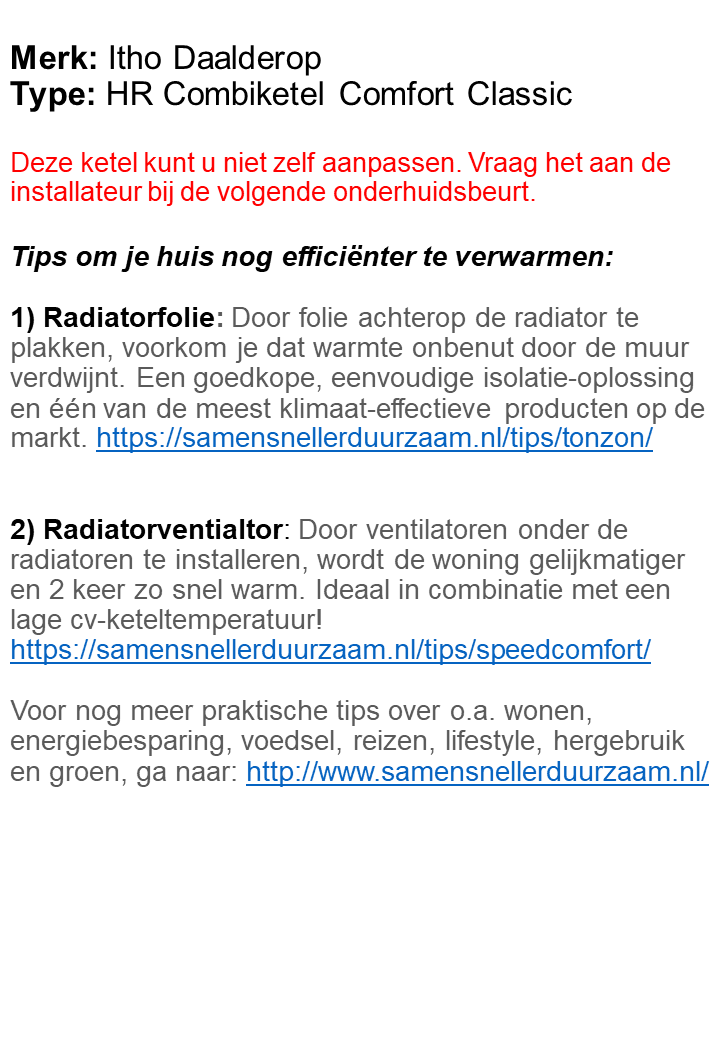 Merk: Itho Daalderop
Type: HR Combiketel Comfort Classic
Deze ketel kunt u niet zelf aanpassen. Vraag het aan de
installateur bij de volgende onderhuidsbeurt.
Tips om je huis nog efficiënter te verwarmen:
1) Radiatorfolie: Door folie achterop de radiator te
plakken, voorkom je dat warmte onbenut door de muur
verdwijnt. Een goedkope, eenvoudige isolatie-oplossing
en één van de meest klimaat-effectieve producten op de
markt. https://samensnellerduurzaam.nl/tips/tonzon/
2) Radiatorventialtor: Door ventilatoren onder de
radiatoren te installeren, wordt de woning gelijkmatiger
en 2 keer zo snel warm. Ideaal in combinatie met een
lage cv-keteltemperatuur!
https://samensnellerduurzaam.nl/tips/speedcomfort/
Voor nog meer praktische tips over o.a. wonen,
energiebesparing, voedsel, reizen, lifestyle, hergebruik
en groen, ga naar: http://www.samensnellerduurzaam.nl/